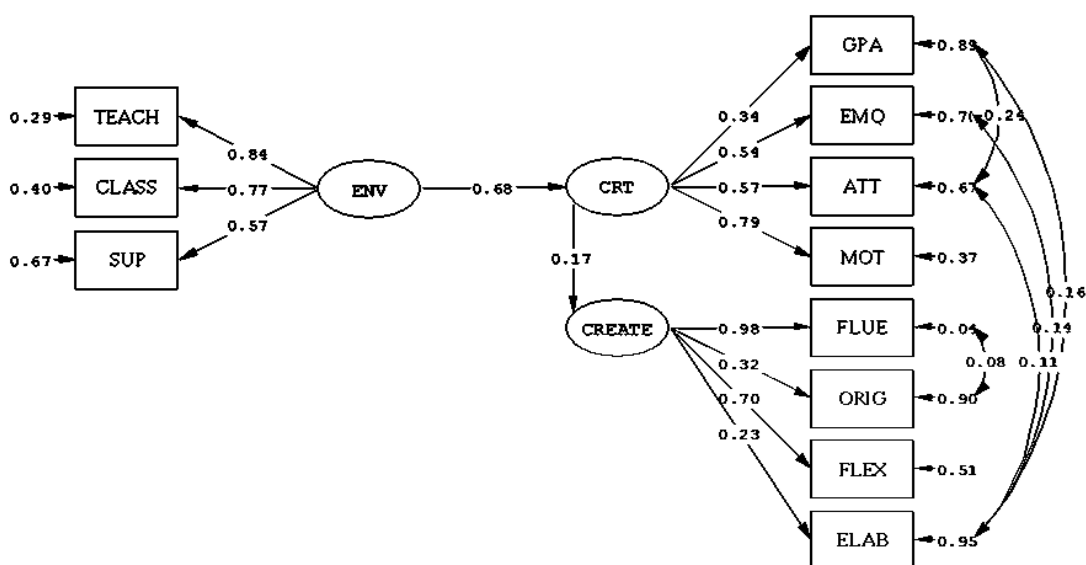 GPA
0.89
0.29
TEACH
0.34
EMQ
0.24
0.84
0.54
0.40
CLASS
0.77
ENV
0.68
CRT
0.57
ATT
0.67
0.57
0.79
0.67
SUP
0.17
MOT
0.37
0.16
CREATE
0.98
FLUE
0.04
0.14
0.32
0.08
0.11
0.70
ORIG
0.90
0.23
FLEX
0.51
ELAB
0.95